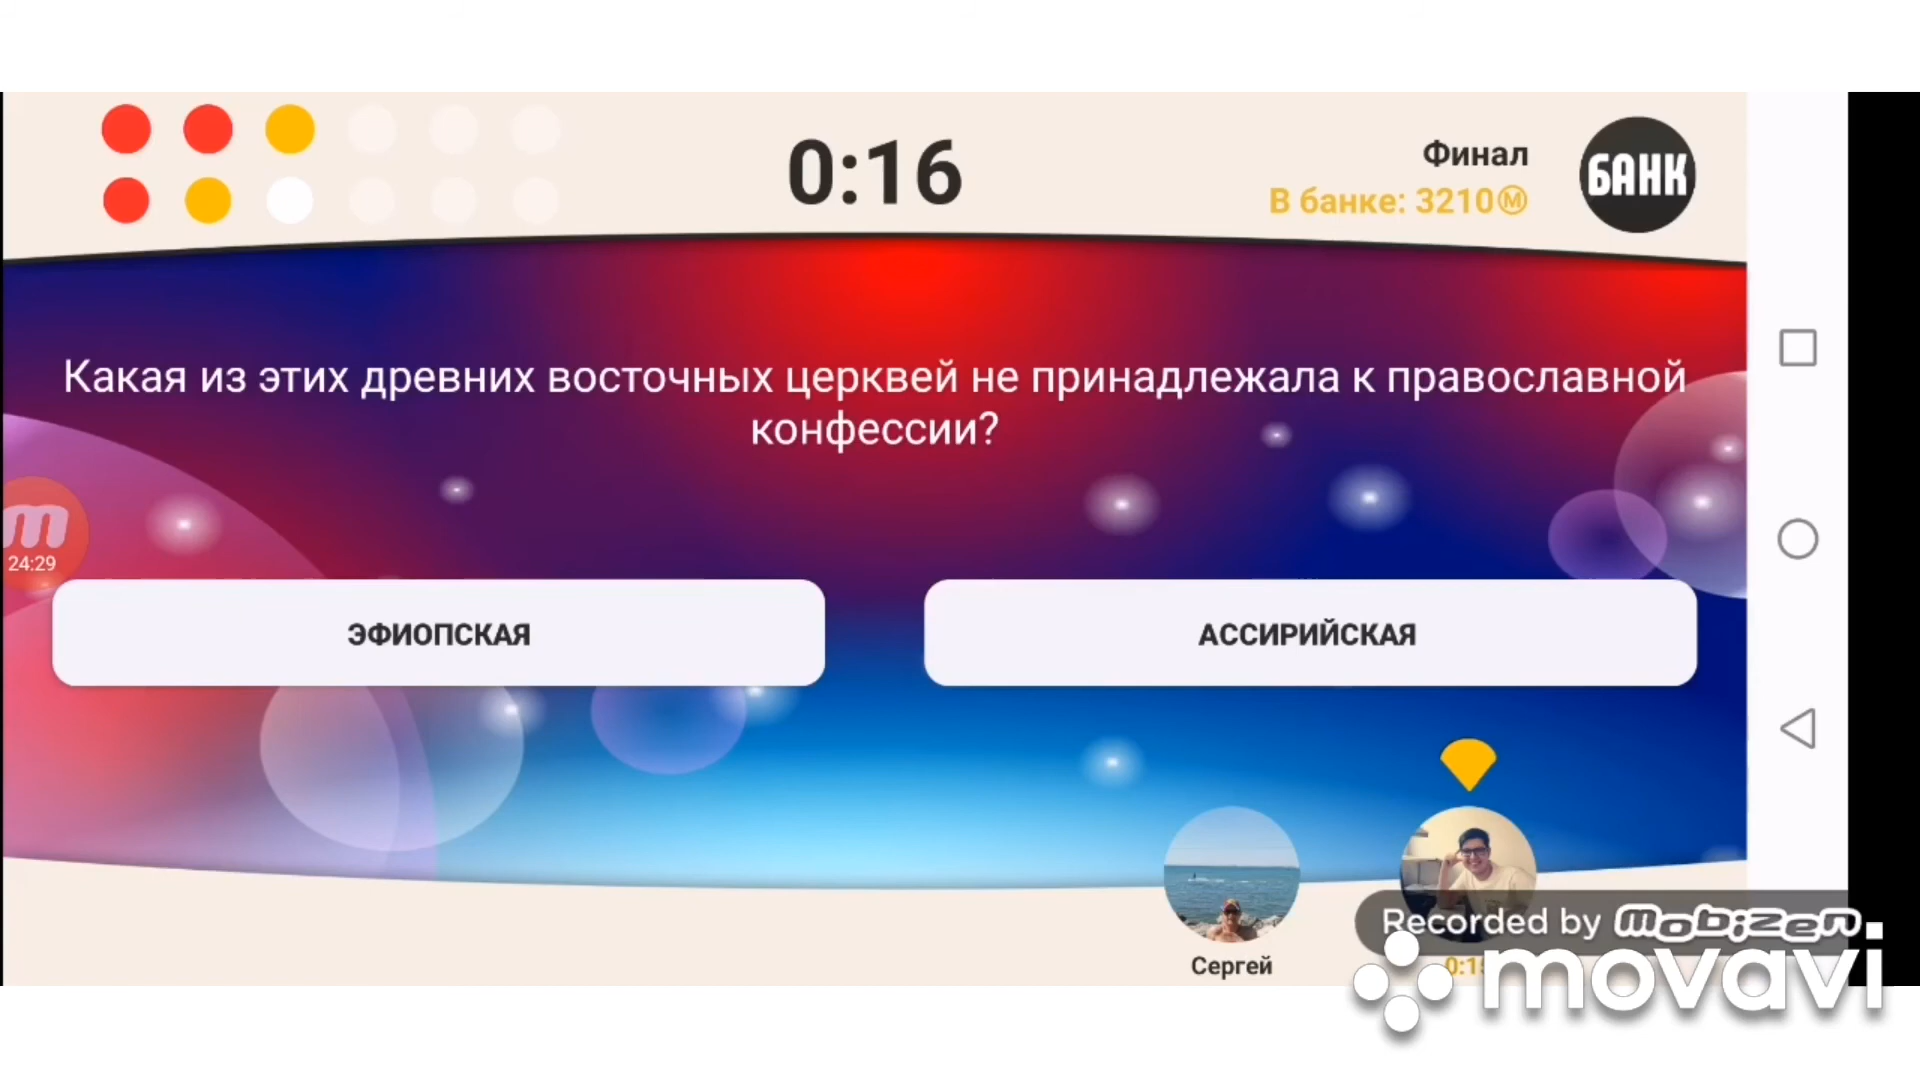 0:16
Финал
В банке: 3210Ⓜ
БАНК
Какая из этих древних восточных церквей не принадлежала к православной
конфессии?
m
24:29
ЭФИОПСКАЯ
АССИРИЙСКАЯ
Recorded by Mobizen
Сергей
movavi